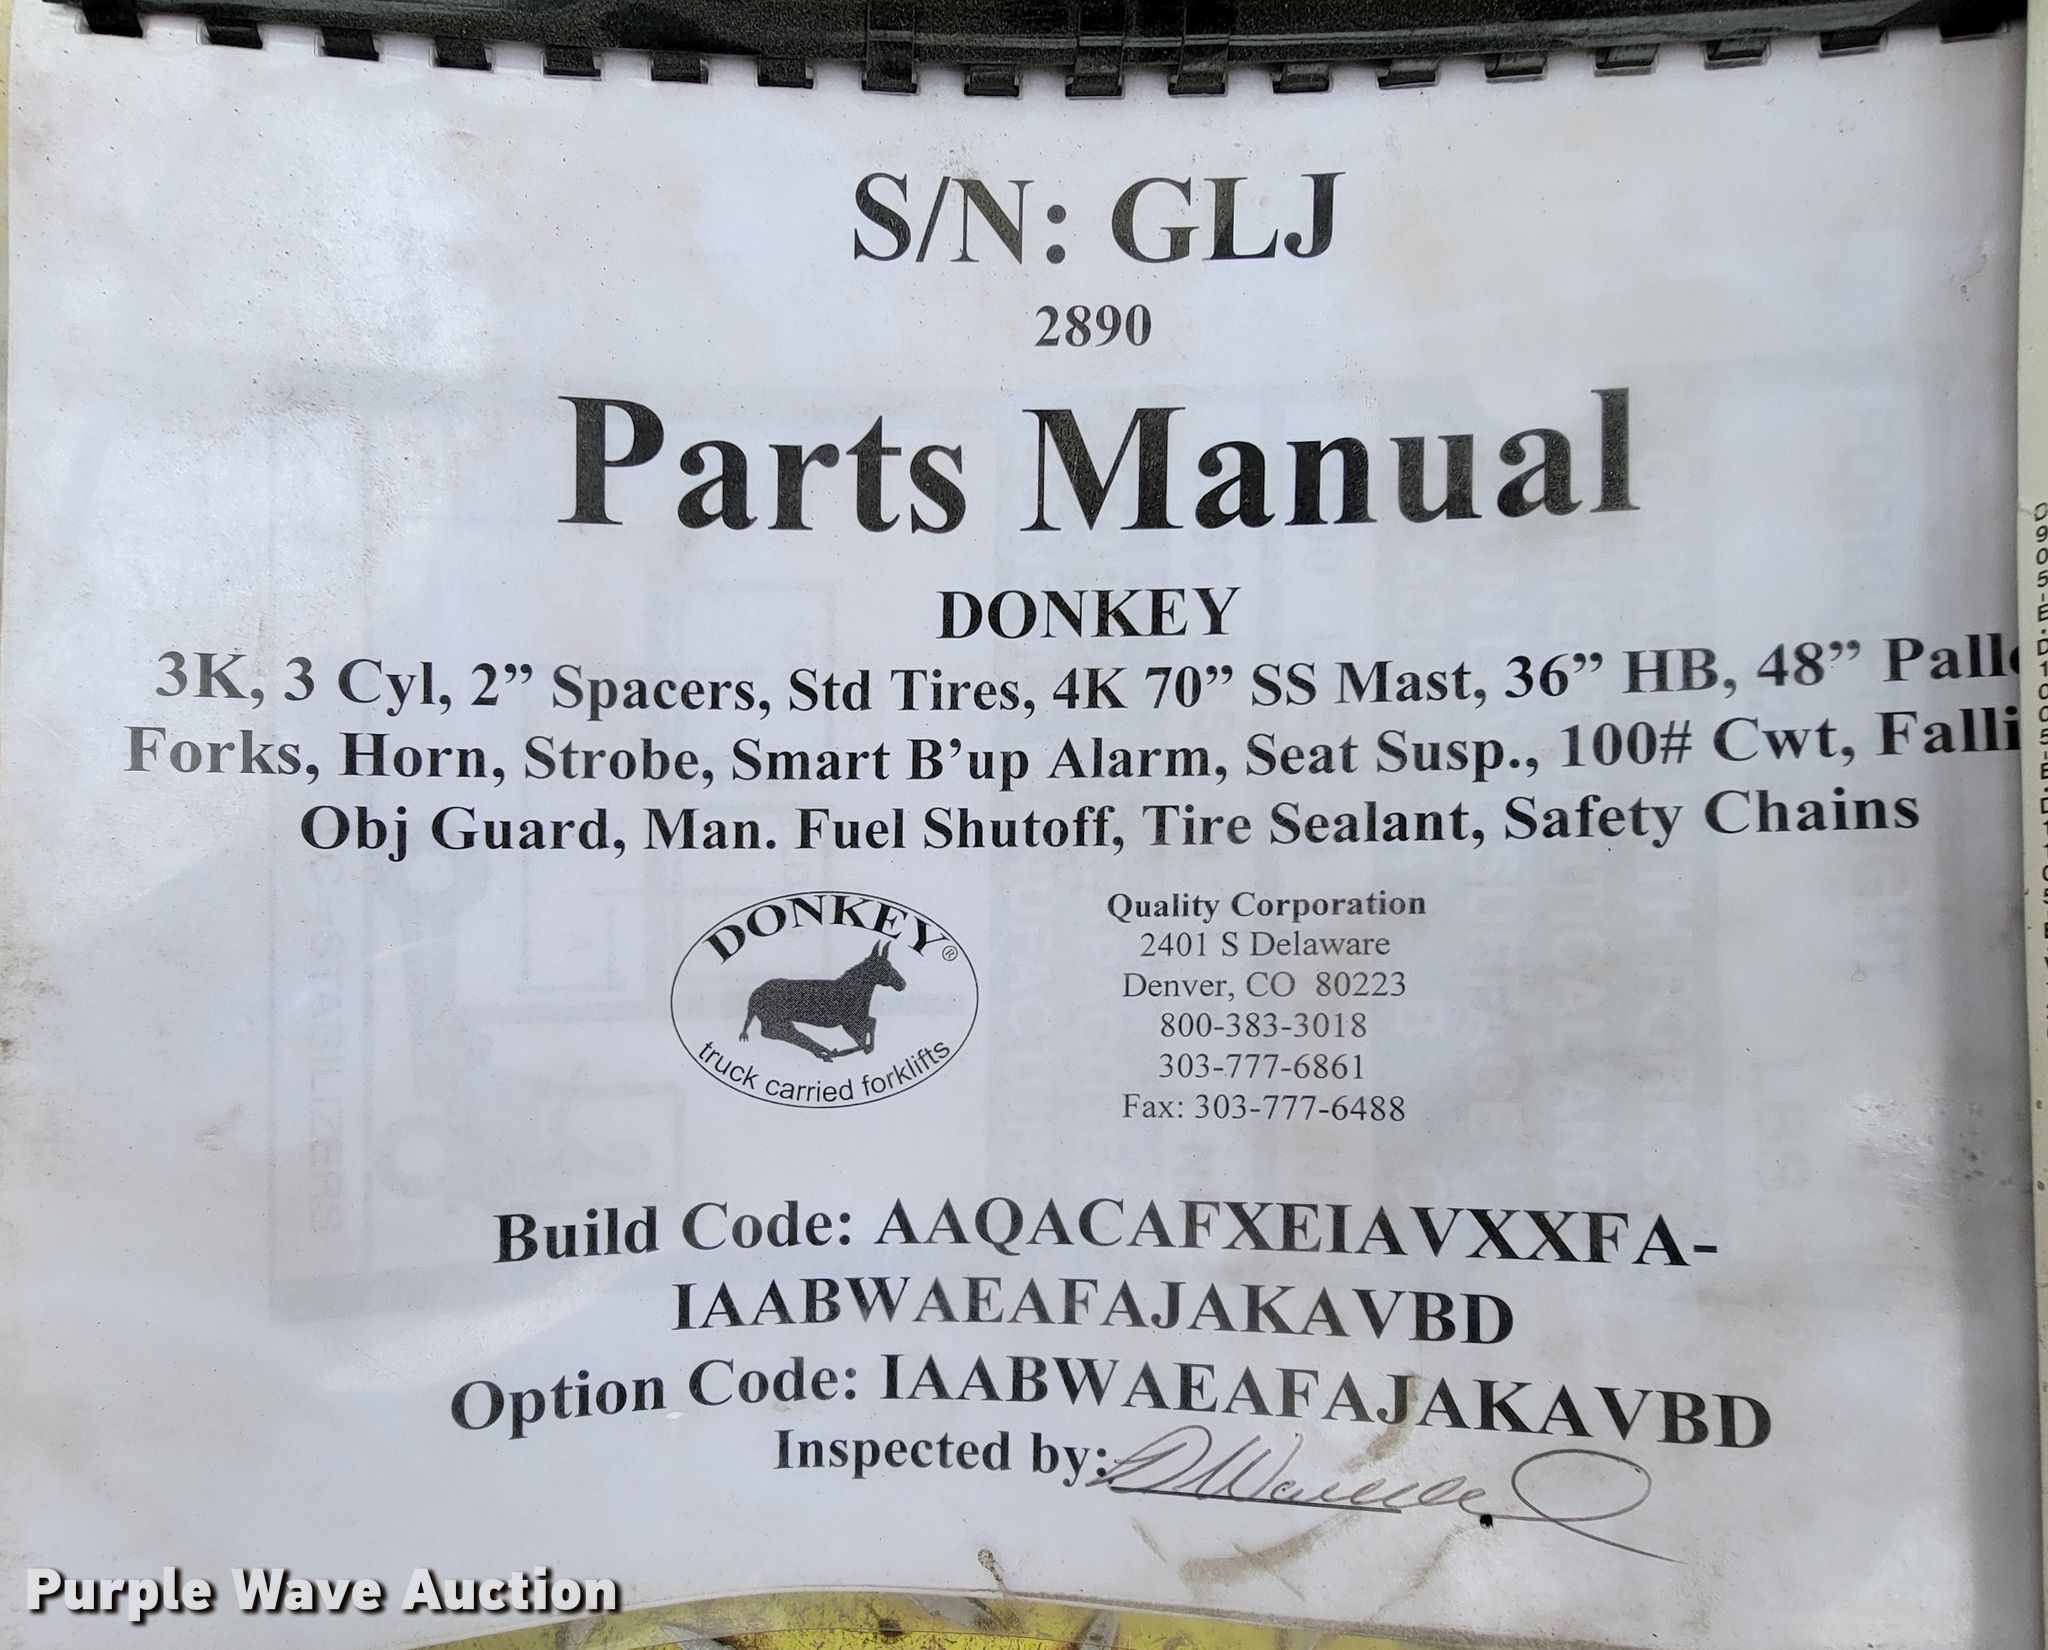 S/N: GLJ
2890
Parts Manual
DONKEY
3K, 3 Cyl, 2” Spacers, Std Tires, 4K 70” SS Mast, 36” HB, 48”
Forks, Horn, Strobe, Smart B’up Alarm, Seat Susp., 100# Cwt,
Obj Guard, Man. Fuel Shutoff, Tire Sealant, Safety Chains
DONKEY®
truck carried forklifts
Quality Corporation
2401 S Delaware
Denver, CO 80223
800-383-3018
303-777-6861
Fax: 303-777-6488
Build Code: AAQACAFXEIAVXXFA-
IAABWAEAFAJAKAVBD
Option Code: IAABWAEAFAJAKAVBD
Inspected by:
Purple Wave Auction